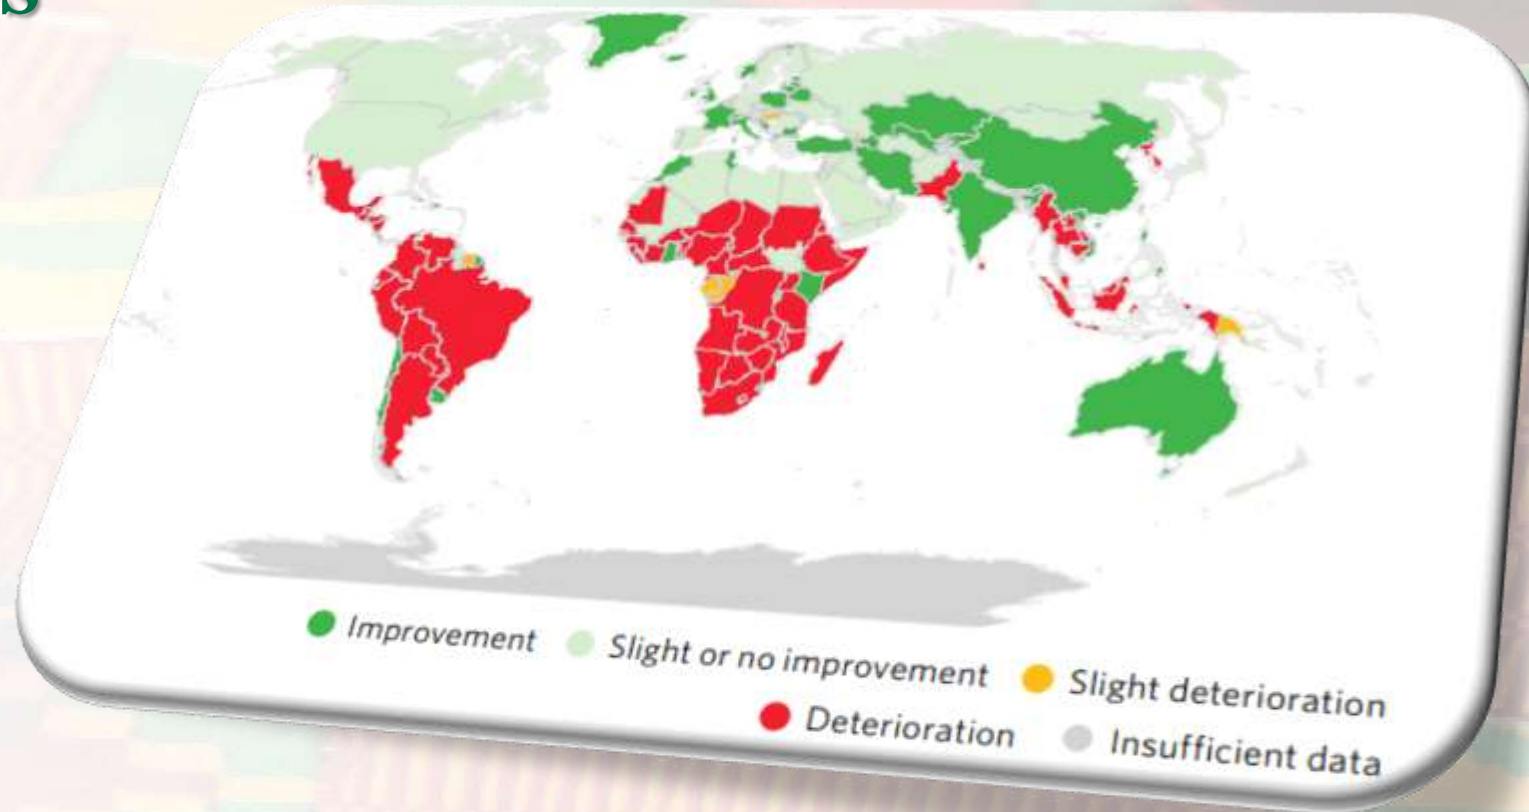 s
Improvement Slight or no improvement Slight deterioration
Deterioration Insufficient data